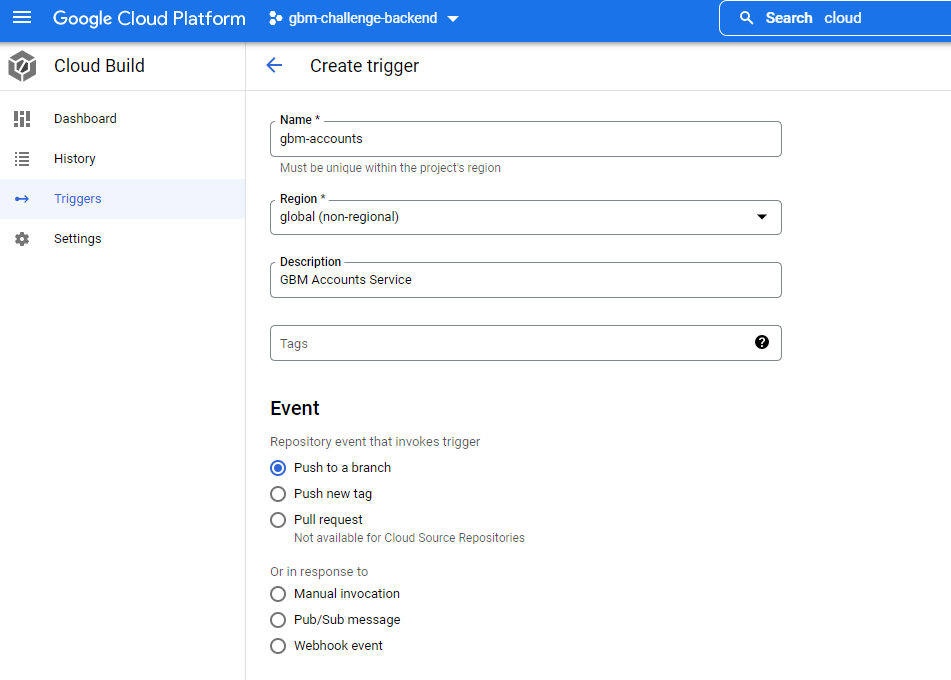 Google Cloud Platform
gbm-challenge-backend
Search cloud
Cloud Build
Create trigger
Dashboard
History
Triggers
Settings
Name *
gbm-accounts
Must be unique within the project's region
Region *
global (non-regional)
Description
GBM Accounts Service
Tags
?
Event
Repository event that invokes trigger
Push to a branch
Push new tag
Pull request
Not available for Cloud Source Repositories
Or in response to
Manual invocation
Pub/Sub message
Webhook event